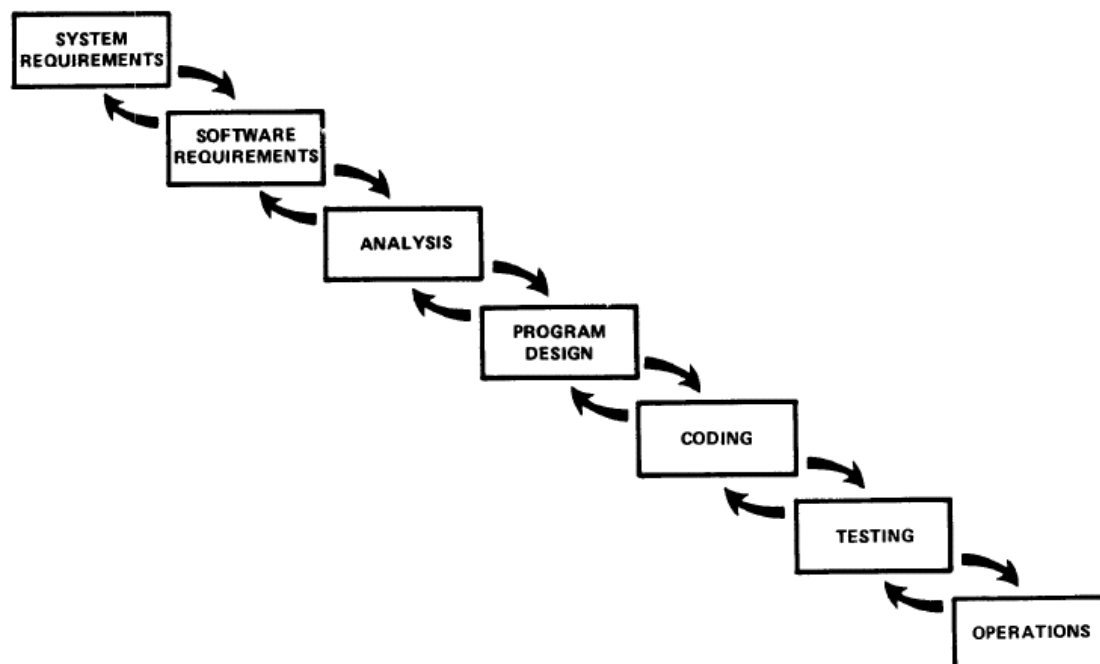 SYSTEM
REQUIREMENTS
SOFTWARE
REQUIREMENTS
ANALYSIS
PROGRAM
DESIGN
CODING
TESTING
OPERATIONS